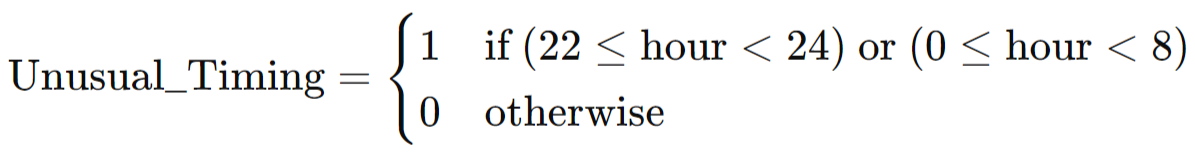 Unusual_Timing = { 1 if (22 ≤ hour < 24) or (0 ≤ hour < 8)
0 otherwise